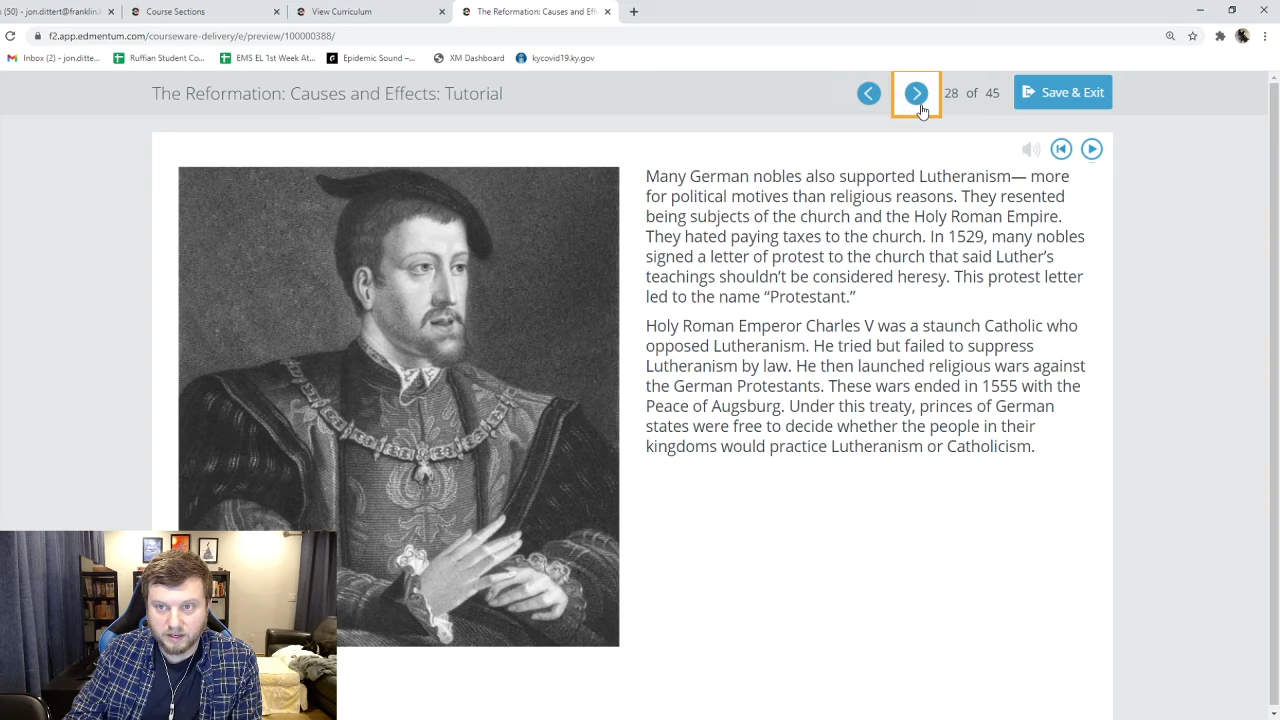 (50) - jon.dittert@franklin.k
Course Sections
View Curriculum
The Reformation: Causes and Effe
f2.app.edmentum.com/courseware-delivery/e/preview/100000388/
Inbox (2) - jon.ditte...
Ruffian Student Co...
EMS EL 1st Week At...
Epidemic Sound –...
XM Dashboard
kycovid19.ky.gov
The Reformation: Causes and Effects: Tutorial
28 of 45
Save & Exit
Many German nobles also supported Lutheranism— more
for political motives than religious reasons. They resented
being subjects of the church and the Holy Roman Empire.
They hated paying taxes to the church. In 1529, many nobles
signed a letter of protest to the church that said Luther’s
teachings shouldn’t be considered heresy. This protest letter
led to the name “Protestant.”
Holy Roman Emperor Charles V was a staunch Catholic who
opposed Lutheranism. He tried but failed to suppress
Lutheranism by law. He then launched religious wars against
the German Protestants. These wars ended in 1555 with the
Peace of Augsburg. Under this treaty, princes of German
states were free to decide whether the people in their
kingdoms would practice Lutheranism or Catholicism.